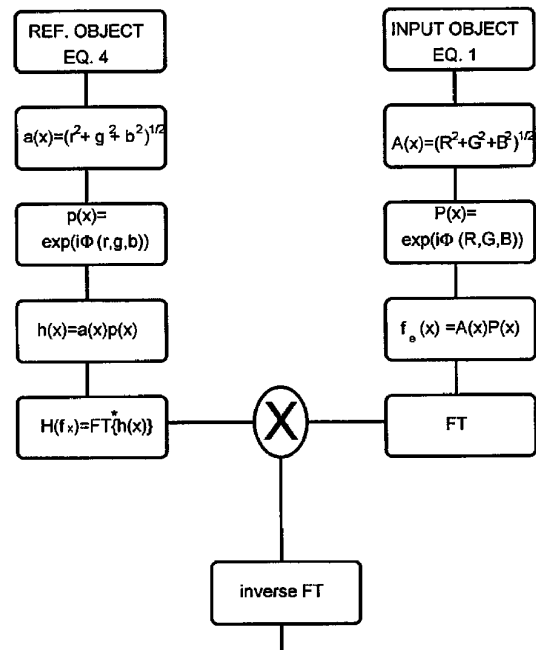 REF. OBJECT
EQ. 4
a(x)=(r²+ g²+ b²)^1/2
p(x)=
exp(iΦ (r,g,b))
h(x)=a(x)p(x)
H(fx)=FT*{h(x)}
X
INPUT OBJECT
EQ. 1
A(x)=(R²+G²+B²)^1/2
P(x)=
exp(iΦ (R,G,B))
f_e (x) =A(x)P(x)
FT
inverse FT